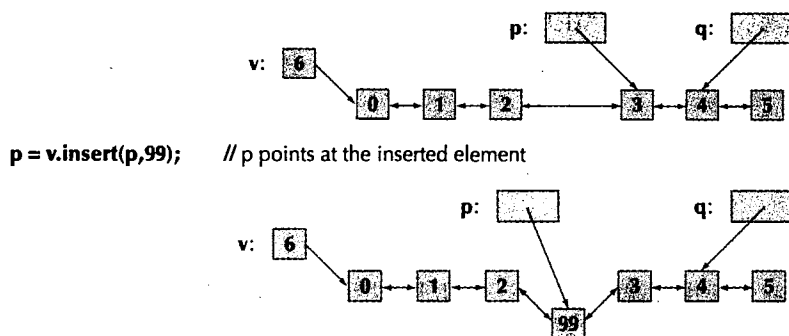 p: q:
v: 6
0 1 2 3 4 5
p = v.insert(p,99); // p points at the inserted element
p: q:
v: 6
0 1 2 3 4 5
99